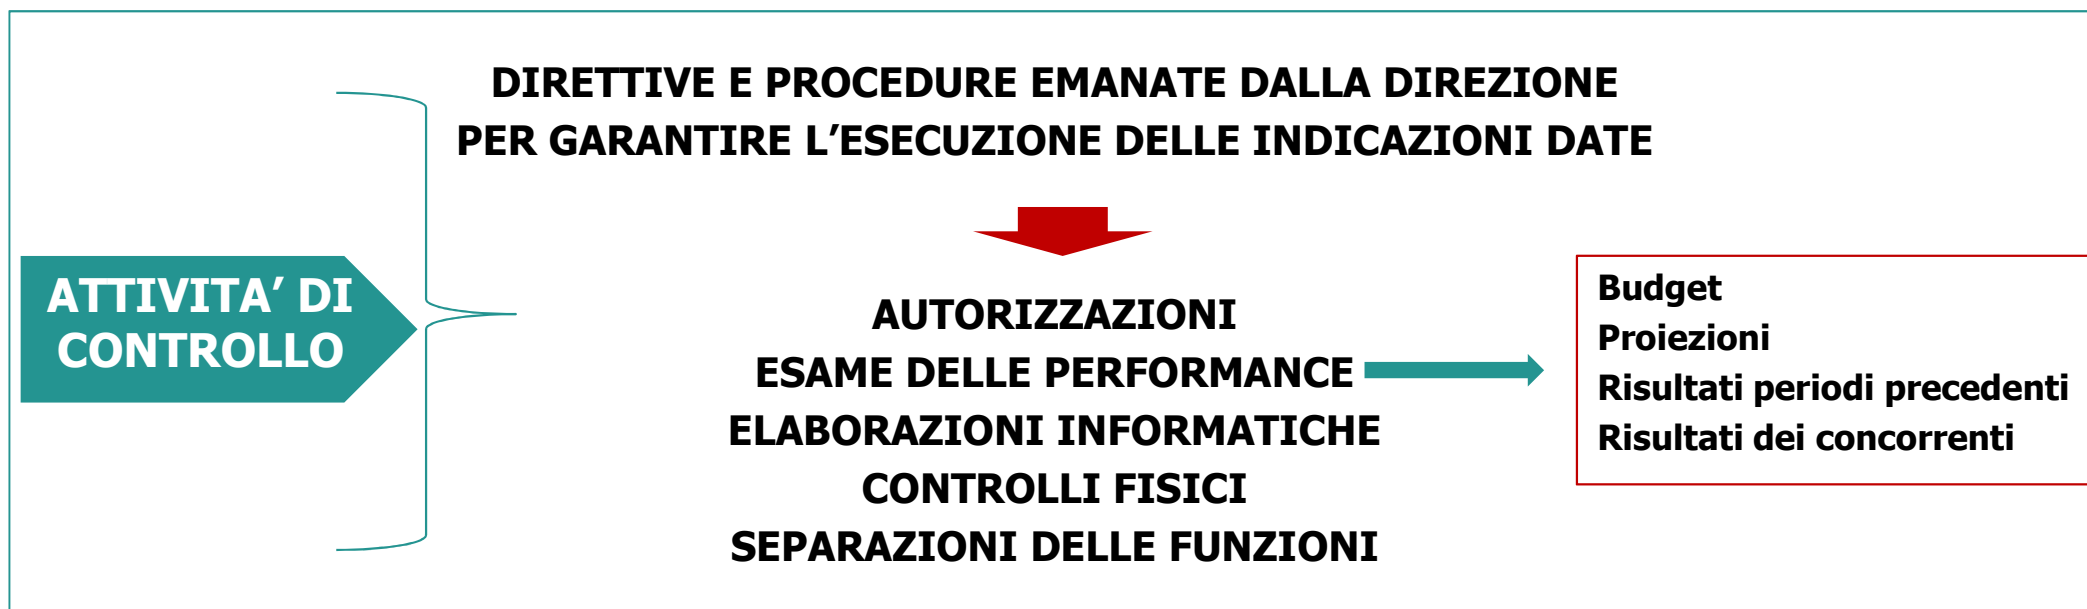 DIRETTIVE E PROCEDURE EMANATE DALLA DIREZIONE
PER GARANTIRE L’ESECUZIONE DELLE INDICAZIONI DATE
ATTIVITA’ DI
CONTROLLO
AUTORIZZAZIONI
ESAME DELLE PERFORMANCE
ELABORAZIONI INFORMATICHE
CONTROLLI FISICI
SEPARAZIONI DELLE FUNZIONI
Budget
Proiezioni
Risultati periodi precedenti
Risultati dei concorrenti